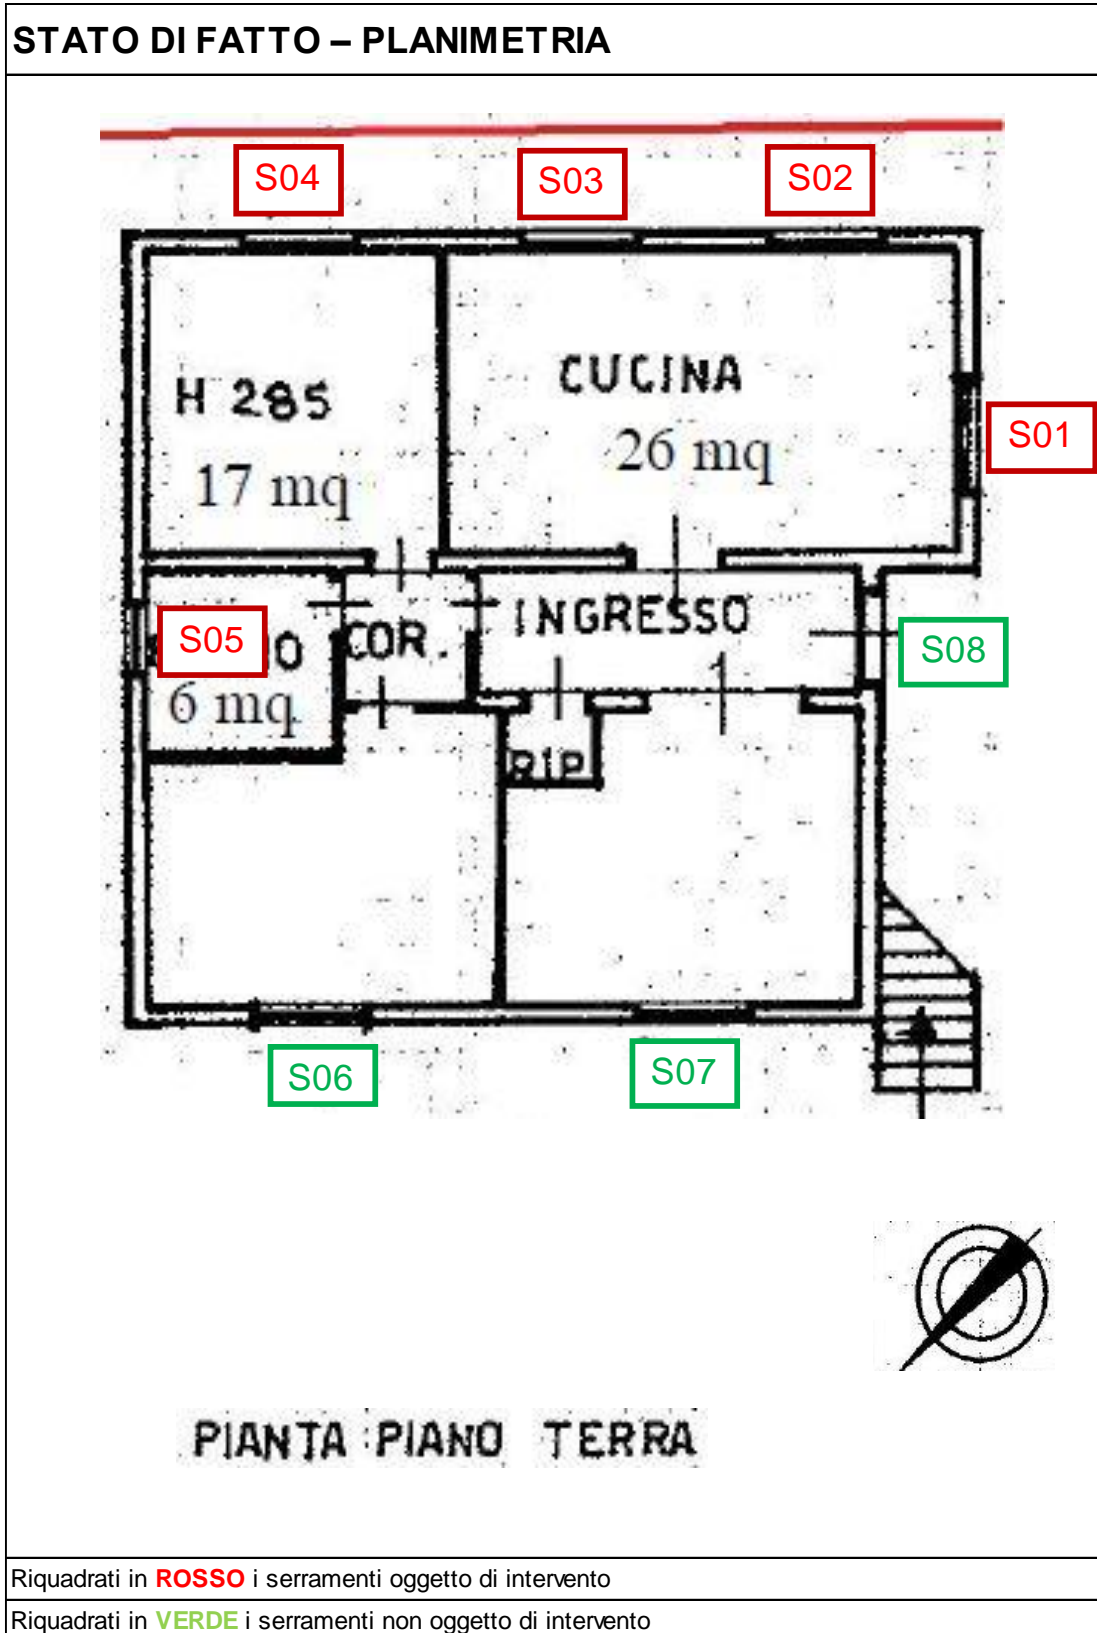 STATO DI FATTO – PLANIMETRIA
S04
S03
S02
CUCINA
H 285
26 mq
S01
17 mq
INGRESSO
S05
COR.
S08
6 mq
RIP
S06
S07
PIANTA PIANO TERRA
Riquadrati in ROSSO i serramenti oggetto di intervento
Riquadrati in VERDE i serramenti non oggetto di intervento